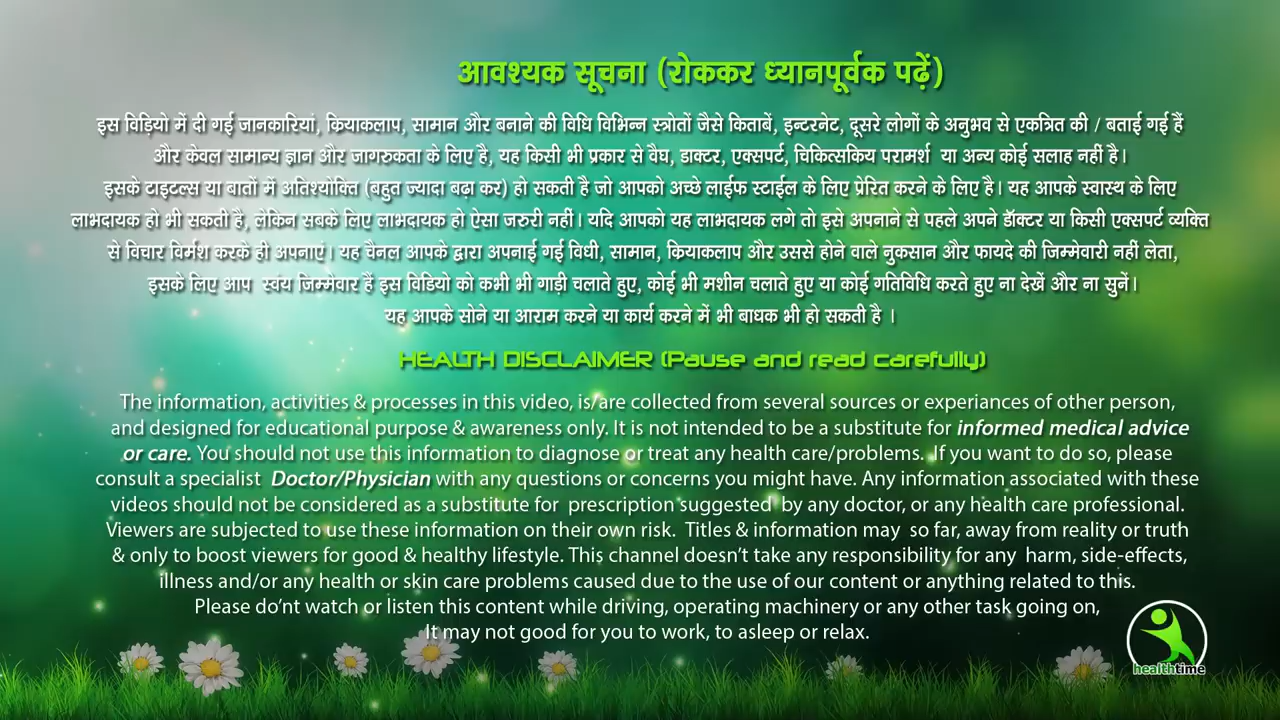 आवश्यक सूचना (रोककर ध्यानपूर्वक पढ़ें)
इस विड़ियो में दी गई जानकारियां, क्रियाकलाप, सामान और बनाने की विधि विभिन्न स्त्रोतों जैसे किताबें, इन्टरनेट, दूसरे लोगों के अनुभव से एकत्रित की / बताई गई हैं
और केवल सामान्य ज्ञान और जागरुकता के लिए है, यह किसी भी प्रकार से वैघ, डाक्टर, एक्सपर्ट, चिकित्सकिय परामर्श या अन्य कोई सलाह नहीं है।
इसके टाइटल्स या बातों में अतिश्योक्ति (बहुत ज्यादा बढ़ा कर) हो सकती है जो आपको अच्छे लाईफ स्टाईल के लिए प्रेरित करने के लिए है। यह आपके स्वास्थ के लिए
लाभदायक हो भी सकती है, लेकिन सबके लिए लाभदायक हो ऐसा जरुरी नहीं। यदि आपको यह लाभदायक लगे तो इसे अपनाने से पहले अपने डॉक्टर या किसी एक्सपर्ट व्यक्ति
से विचार विर्मश करके ही अपनाएं। यह चैनल आपके द्वारा अपनाई गई विधी, सामान, क्रियाकलाप और उससे होने वाले नुकसान और फायदे की जिम्मेवारी नहीं लेता,
इसके लिए आप स्वंय जिम्मेवार हैं इस विडियो को कभी भी गाड़ी चलाते हुए, कोई भी मशीन चलाते हुए या कोई गतिविधि करते हुए ना देखें और ना सुनें।
यह आपके सोने या आराम करने या कार्य करने में भी बाधक भी हो सकती है ।
HEALTH DISCLAIMER (Pause and read carefully)
The information, activities & processes in this video, is/are collected from several sources or experiances of other person,
and designed for educational purpose & awareness only. It is not intended to be a substitute for informed medical advice
or care. You should not use this information to diagnose or treat any health care/problems. If you want to do so, please
consult a specialist Doctor/Physician with any questions or concerns you might have. Any information associated with these
videos should not be considered as a substitute for prescription suggested by any doctor, or any health care professional.
Viewers are subjected to use these information on their own risk. Titles & information may so far, away from reality or truth
& only to boost viewers for good & healthy lifestyle. This channel doesn't take any responsibility for any harm, side-effects,
illness and/or any health or skin care problems caused due to the use of our content or anything related to this.
Please do'nt watch or listen this content while driving, operating machinery or any other task going on,
It may not good for you to work, to asleep or relax.
healthtime